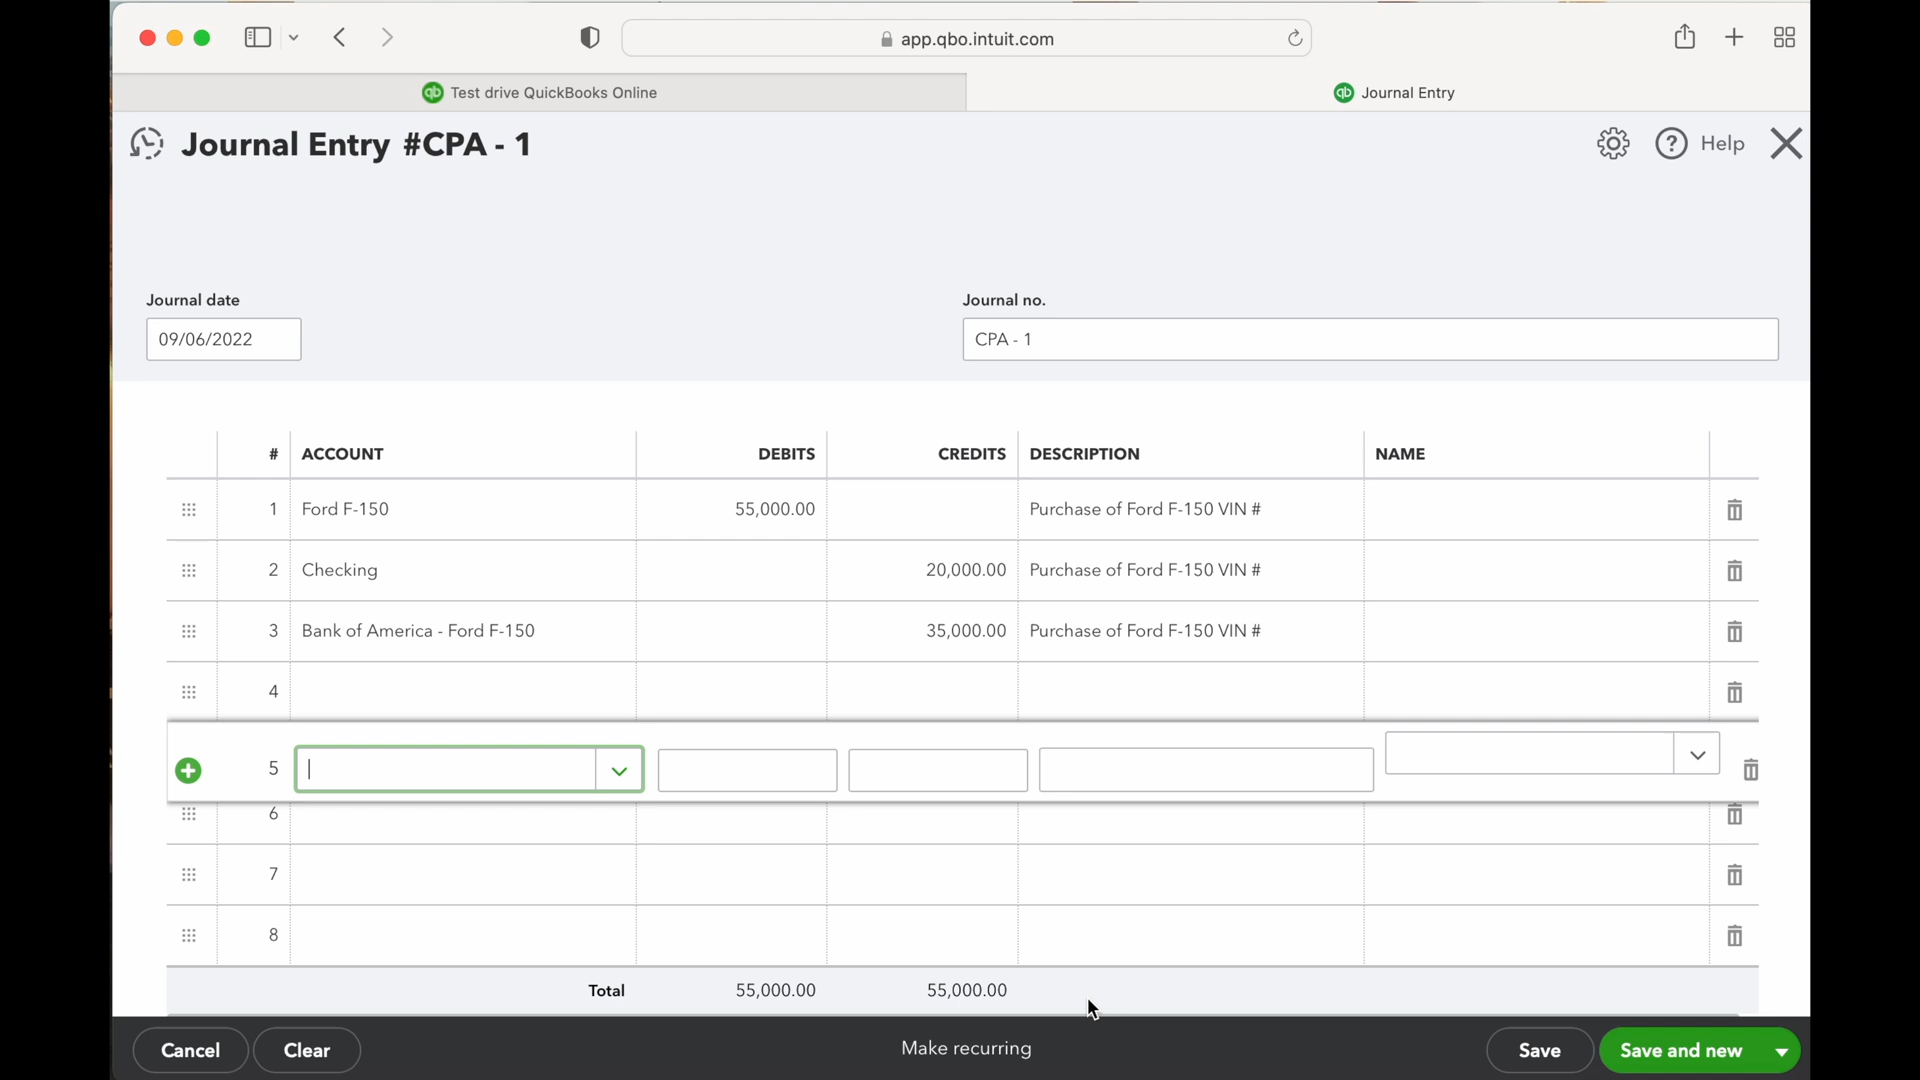 app.qbo.intuit.com
Test drive QuickBooks Online
Journal Entry
Journal Entry #CPA - 1
Help
Journal date
Journal no.
09/06/2022
CPA - 1
# ACCOUNT DEBITS CREDITS DESCRIPTION NAME
1 Ford F-150 55,000.00 Purchase of Ford F-150 VIN #
2 Checking 20,000.00 Purchase of Ford F-150 VIN #
3 Bank of America - Ford F-150 35,000.00 Purchase of Ford F-150 VIN #
4
5
6
7
8
Total 55,000.00 55,000.00
Cancel Clear Make recurring Save Save and new